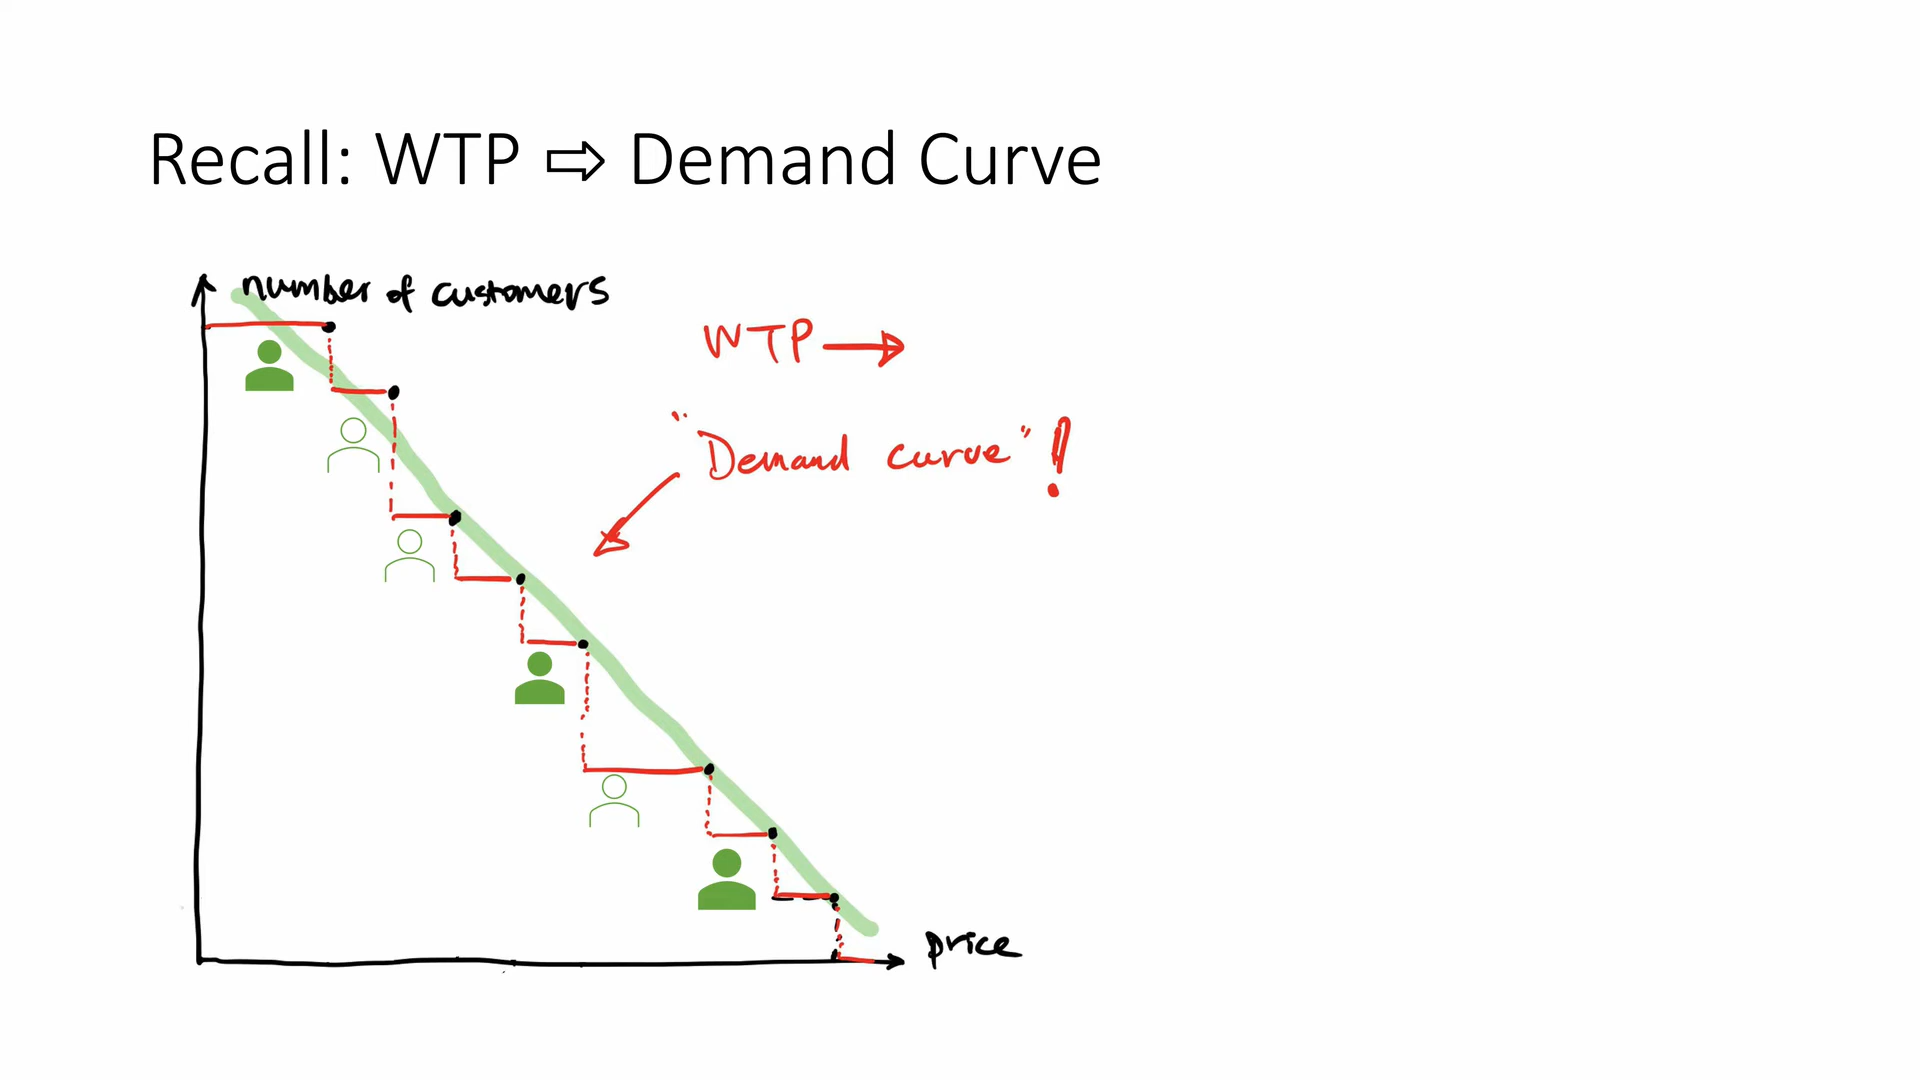 Recall: WTP ⇨ Demand Curve
number of customers
WTP →
"Demand curve"!
price